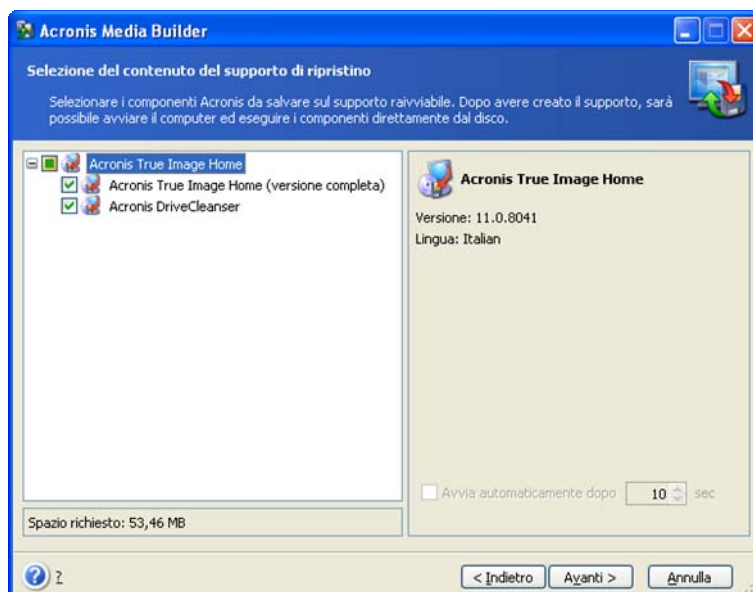 Acronis Media Builder
Selezione del contenuto del supporto di ripristino
Selezionare i componenti Acronis da salvare sul supporto raivviabile. Dopo avere creato il supporto, sarà
possibile avviare il computer ed eseguire i componenti direttamente dal disco.
Acronis True Image Home
Acronis True Image Home (versione completa)
Acronis DriveCleanser
Spazio richiesto: 53,46 MB
Acronis True Image Home
Versione: 11.0.8041
Lingua: Italian
Avvia automaticamente dopo 10 sec
?
< Indietro
Avanti >
Annulla